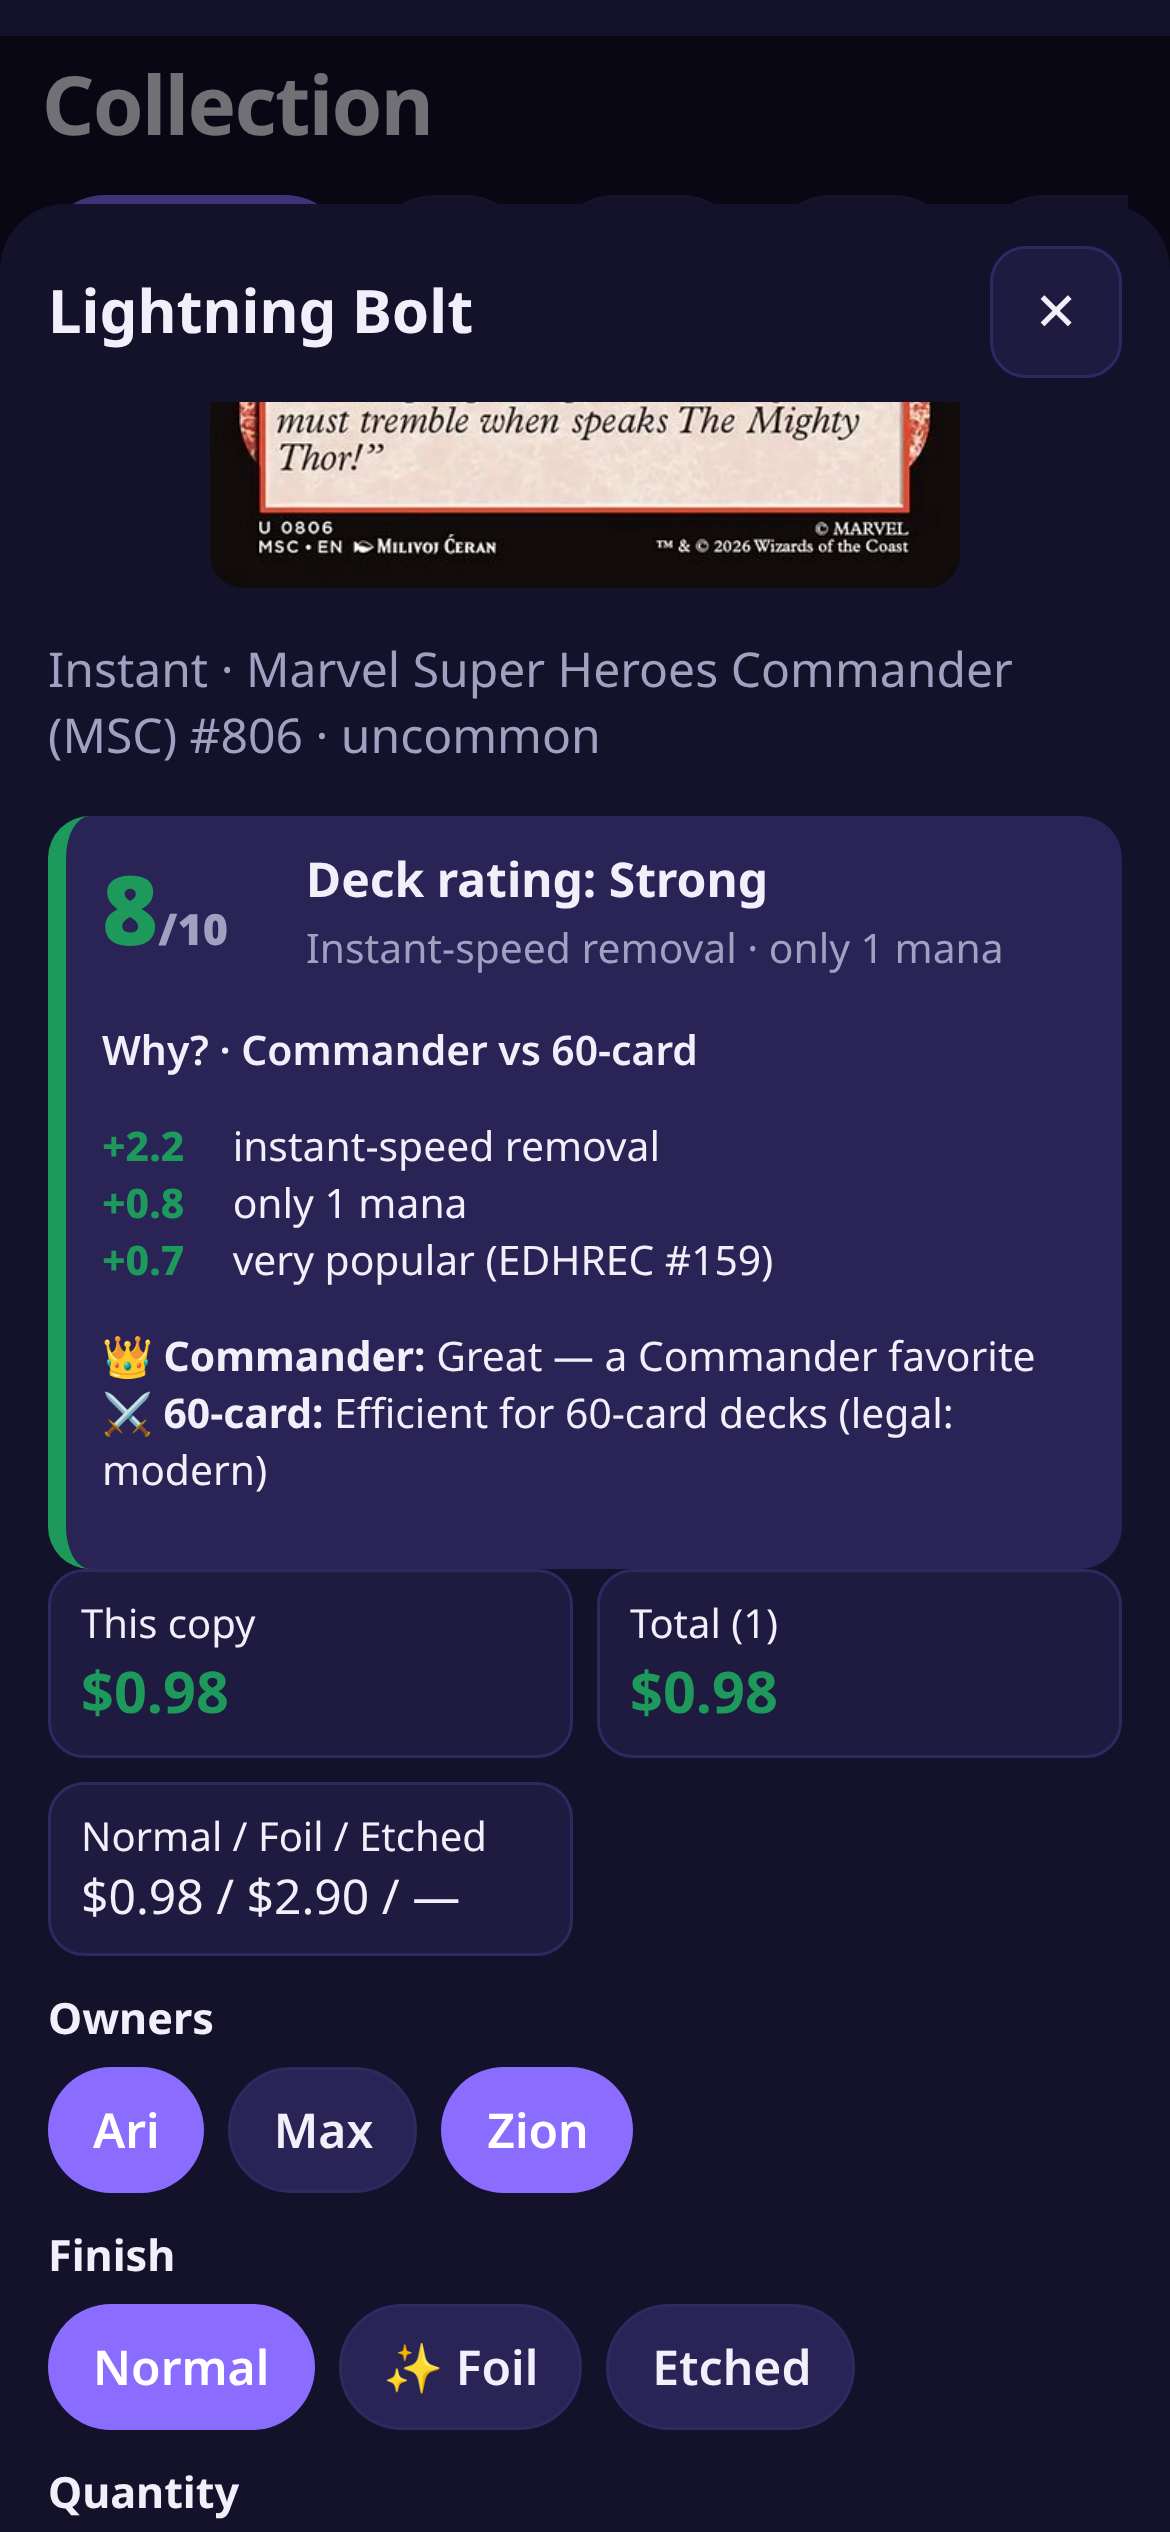 Collection
Lightning Bolt
✕
must tremble when speaks The Mighty
Thor!”
U 0806
MSC • EN Milivoj Ćeran
© MARVEL
™ & © 2026 Wizards of the Coast
Instant · Marvel Super Heroes Commander
(MSC) #806 · uncommon
8/10
Deck rating: Strong
Instant-speed removal · only 1 mana
Why? · Commander vs 60-card
+2.2 instant-speed removal
+0.8 only 1 mana
+0.7 very popular (EDHREC #159)
👑 Commander: Great — a Commander favorite
⚔️ 60-card: Efficient for 60-card decks (legal:
modern)
This copy
$0.98
Total (1)
$0.98
Normal / Foil / Etched
$0.98 / $2.90 / —
Owners
Ari Max Zion
Finish
Normal ✨ Foil Etched
Quantity